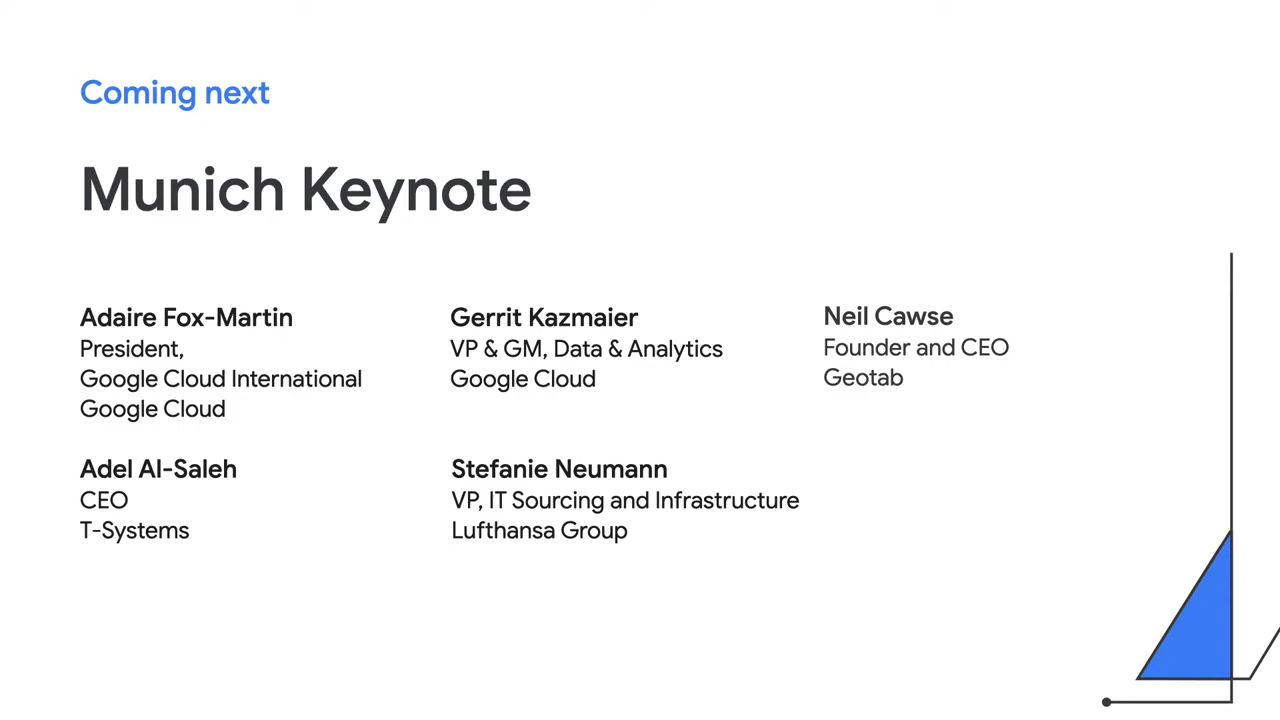 Coming next
Munich Keynote
Adaire Fox-Martin
President,
Google Cloud International
Google Cloud
Gerrit Kazmaier
VP & GM, Data & Analytics
Google Cloud
Neil Cawse
Founder and CEO
Geotab
Adel Al-Saleh
CEO
T-Systems
Stefanie Neumann
VP, IT Sourcing and Infrastructure
Lufthansa Group